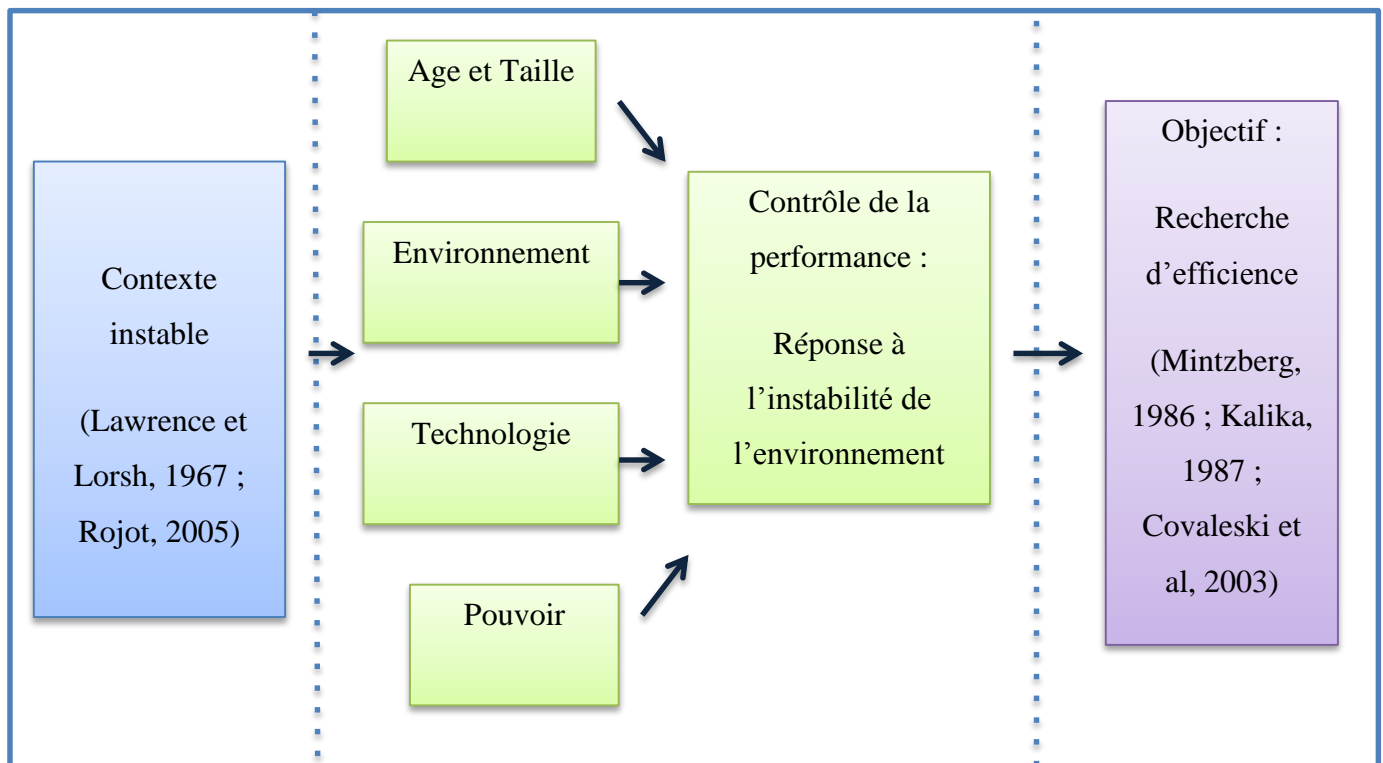 Contexte
instable
(Lawrence et
Lorsh, 1967 ;
Rojot, 2005)
Age et Taille
Environnement
Technologie
Pouvoir
Contrôle de la
performance :
Réponse à
l’instabilité de
l’environnement
Objectif :
Recherche
d’efficience
(Mintzberg,
1986 ; Kalika,
1987 ;
Covaleski et
al, 2003)